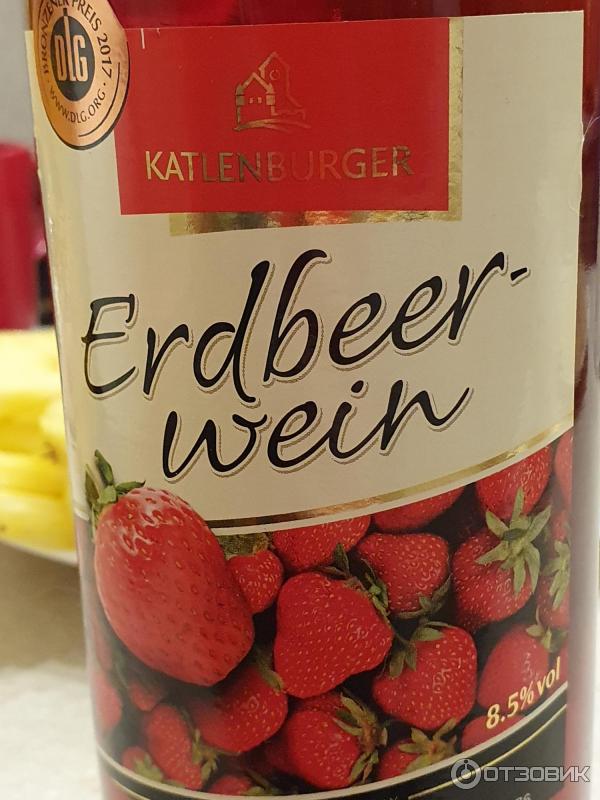 BRONZENER PREIS 2017
DLG
WWW.DLG.ORG
KATLENBURGER
Erdbeer-
wein
8.5% vol
ОТЗОВИК